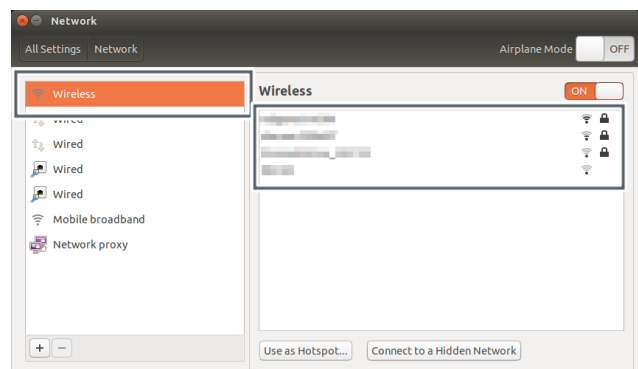 Network
All Settings Network Airplane Mode OFF
Wireless
Wired
Wired
Wired
Wired
Mobile broadband
Network proxy
+ −
Wireless ON
Use as Hotspot... Connect to a Hidden Network